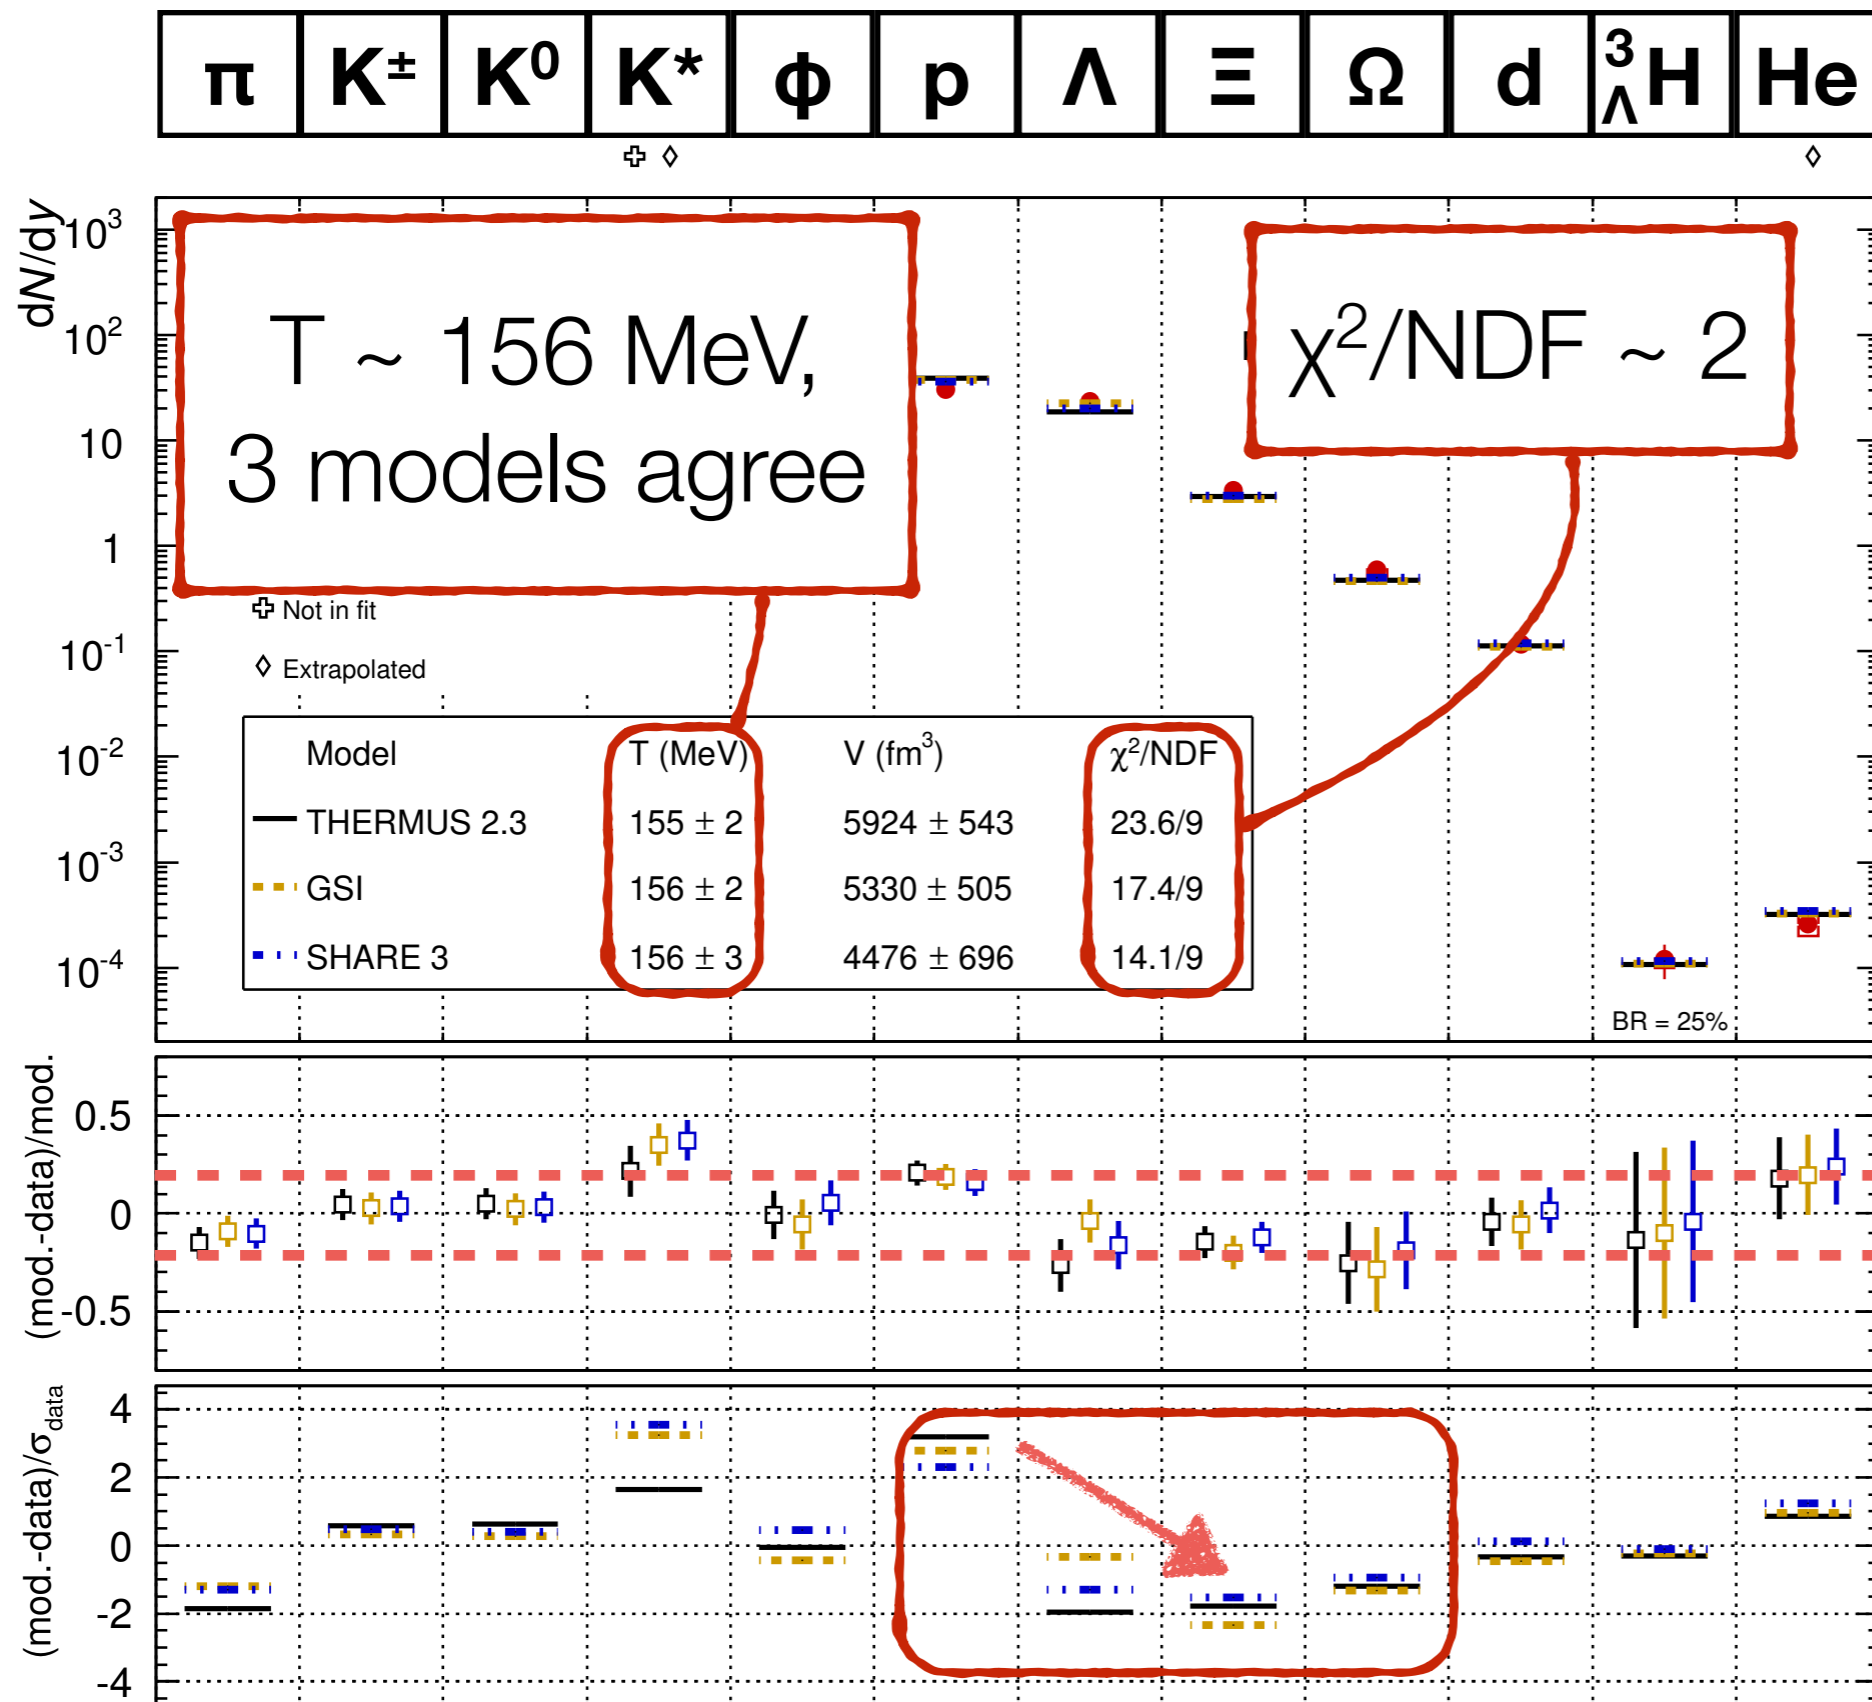 π K± K⁰ K* ϕ p Λ Ξ Ω d ³ΛH He
dN/dy
10³
10²
10
1
10⁻¹
10⁻²
10⁻³
10⁻⁴
T ~ 156 MeV,
3 models agree
χ²/NDF ~ 2
Not in fit
Extrapolated
Model T (MeV) V (fm³) χ²/NDF
THERMUS 2.3 155 ± 2 5924 ± 543 23.6/9
GSI 156 ± 2 5330 ± 505 17.4/9
SHARE 3 156 ± 3 4476 ± 696 14.1/9
BR = 25%
(mod.-data)/mod.
0.5
0
-0.5
(mod.-data)/σdata
4
2
0
-2
-4